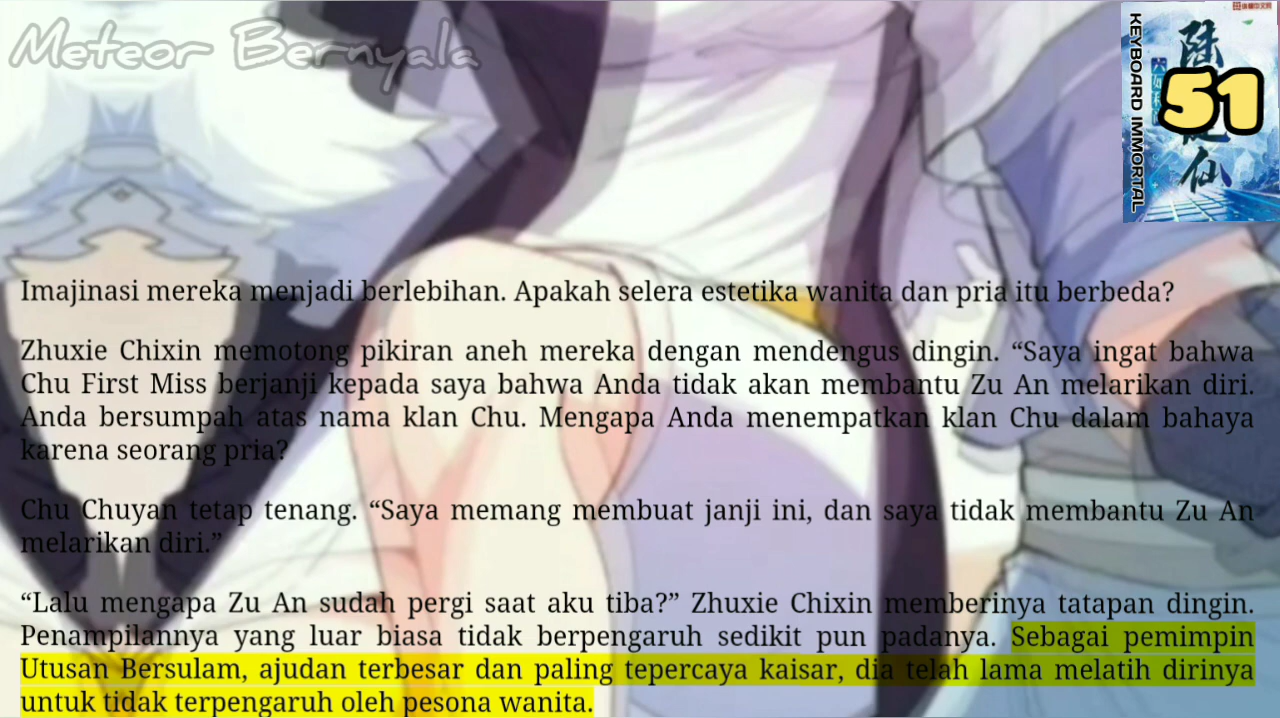 Meteor Bernyala
KEYBOARD IMMORTAL
51
仙
Imajinasi mereka menjadi berlebihan. Apakah selera estetika wanita dan pria itu berbeda?
Zhuxie Chixin memotong pikiran aneh mereka dengan mendengus dingin. “Saya ingat bahwa
Chu First Miss berjanji kepada saya bahwa Anda tidak akan membantu Zu An melarikan diri.
Anda bersumpah atas nama klan Chu. Mengapa Anda menempatkan klan Chu dalam bahaya
karena seorang pria?
Chu Chuyan tetap tenang. “Saya memang membuat janji ini, dan saya tidak membantu Zu An
melarikan diri.”
“Lalu mengapa Zu An sudah pergi saat aku tiba?” Zhuxie Chixin memberinya tatapan dingin.
Penampilannya yang luar biasa tidak berpengaruh sedikit pun padanya. Sebagai pemimpin
Utusan Bersulam, ajudan terbesar dan paling tepercaya kaisar, dia telah lama melatih dirinya
untuk tidak terpengaruh oleh pesona wanita.